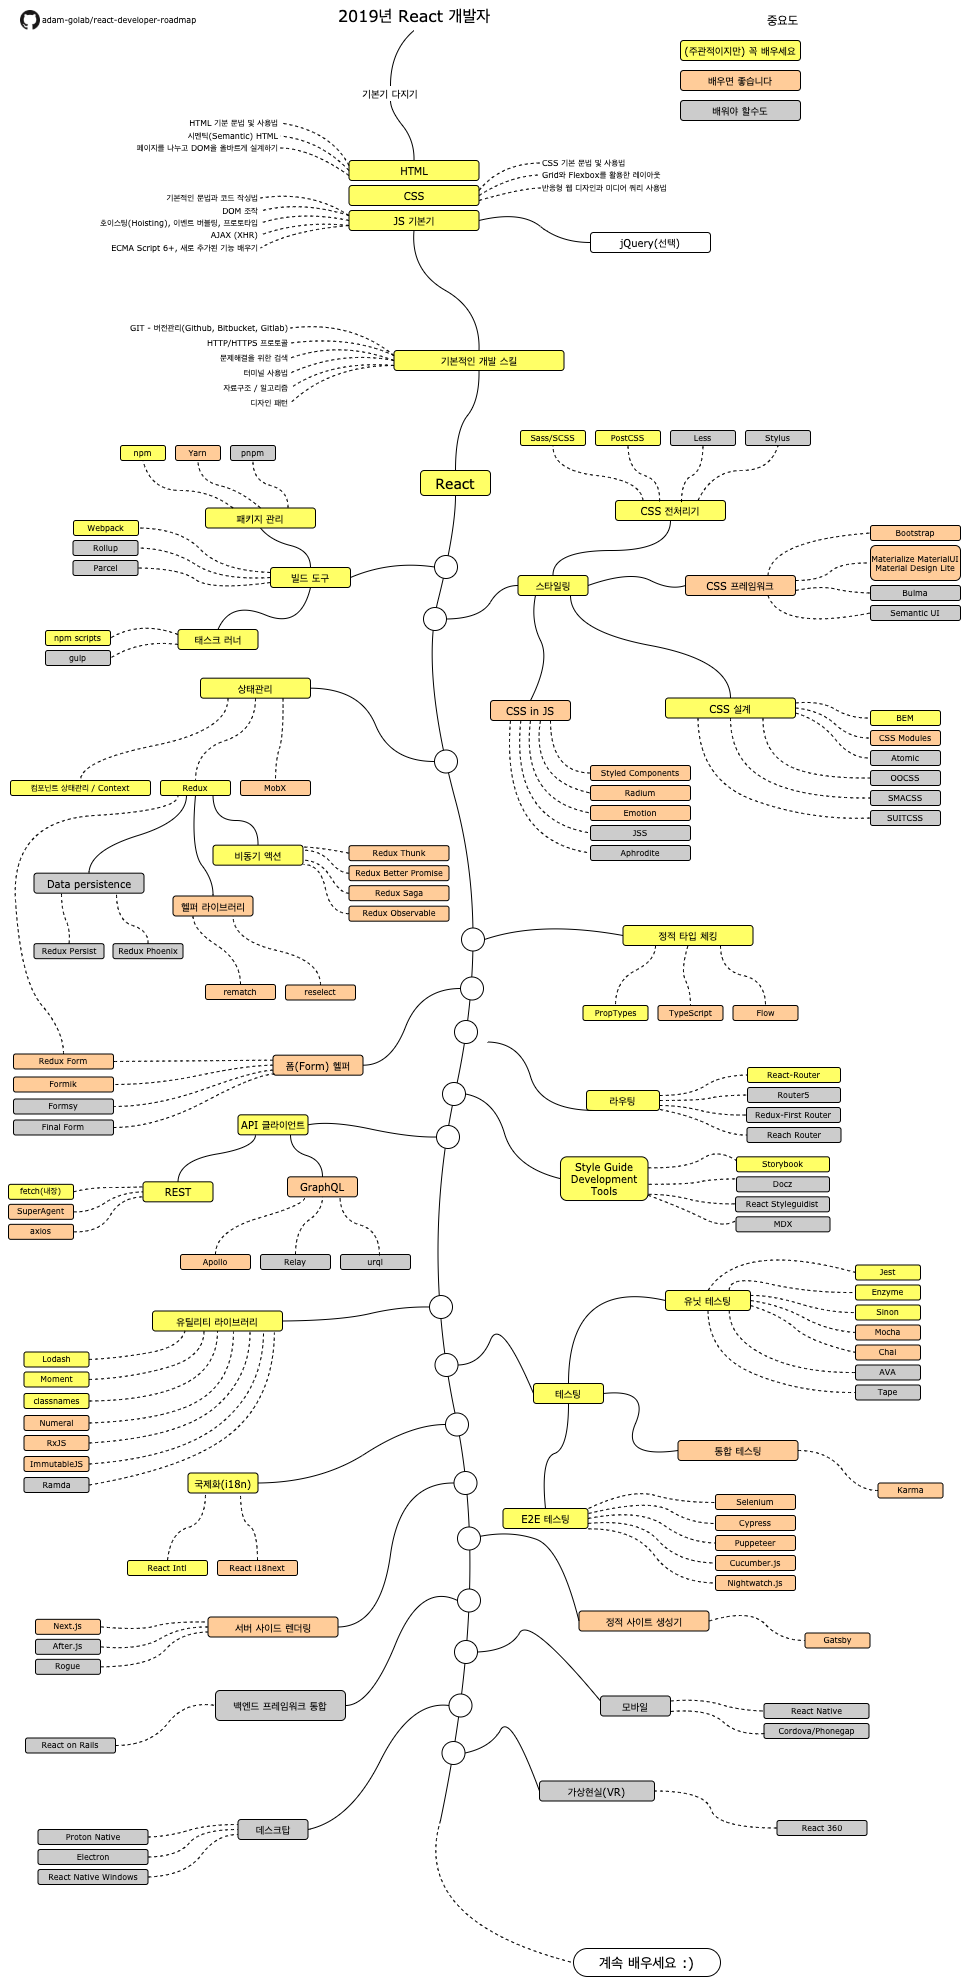 adam-golab/react-developer-roadmap
2019년 React 개발자
중요도
(주관적이지만) 꼭 배우세요
배우면 좋습니다
배워야 할수도
기본기 다지기
HTML 기본 문법 및 사용법
시멘틱(Semantic) HTML
페이지를 나누고 DOM을 올바르게 설계하기
HTML
CSS
CSS 기본 문법 및 사용법
Grid와 Flexbox를 활용한 레이아웃
반응형 웹 디자인과 미디어 쿼리 사용법
기본적인 문법과 코드 작성법
DOM 조작
호이스팅(Hoisting), 이벤트 버블링, 프로토타입
AJAX (XHR)
ECMA Script 6+, 새로 추가된 기능 배우기
JS 기본기
jQuery(선택)
GIT - 버전관리(Github, Bitbucket, Gitlab)
HTTP/HTTPS 프로토콜
문제해결을 위한 검색
터미널 사용법
자료구조 / 알고리즘
디자인 패턴
기본적인 개발 스킬
React
npm
Yarn
pnpm
패키지 관리
Webpack
Rollup
Parcel
빌드 도구
npm scripts
gulp
태스크 러너
Sass/SCSS
PostCSS
Less
Stylus
CSS 전처리기
스타일링
CSS 프레임워크
Bootstrap
Materialize MaterialUI
Material Design Lite
Bulma
Semantic UI
CSS in JS
Styled Components
Radium
Emotion
JSS
Aphrodite
CSS 설계
BEM
CSS Modules
Atomic
OOCSS
SMACSS
SUITCSS
상태관리
컴포넌트 상태관리 / Context
Redux
MobX
비동기 액션
Redux Thunk
Redux Better Promise
Redux Saga
Redux Observable
Data persistence
Redux Persist
Redux Phoenix
헬퍼 라이브러리
rematch
reselect
정적 타입 체킹
PropTypes
TypeScript
Flow
폼(Form) 헬퍼
Redux Form
Formik
Formsy
Final Form
라우팅
React-Router
Router5
Redux-First Router
Reach Router
API 클라이언트
REST
fetch(내장)
SuperAgent
axios
GraphQL
Apollo
Relay
urql
Style Guide
Development
Tools
Storybook
Docz
React Styleguidist
MDX
유틸리티 라이브러리
Lodash
Moment
classnames
Numeral
RxJS
ImmutableJS
Ramda
테스팅
유닛 테스팅
Jest
Enzyme
Sinon
Mocha
Chai
AVA
Tape
통합 테스팅
Karma
E2E 테스팅
Selenium
Cypress
Puppeteer
Cucumber.js
Nightwatch.js
국제화(i18n)
React Intl
React i18next
서버 사이드 렌더링
Next.js
After.js
Rogue
정적 사이트 생성기
Gatsby
백엔드 프레임워크 통합
React on Rails
모바일
React Native
Cordova/Phonegap
데스크탑
Proton Native
Electron
React Native Windows
가상현실(VR)
React 360
계속 배우세요 :)